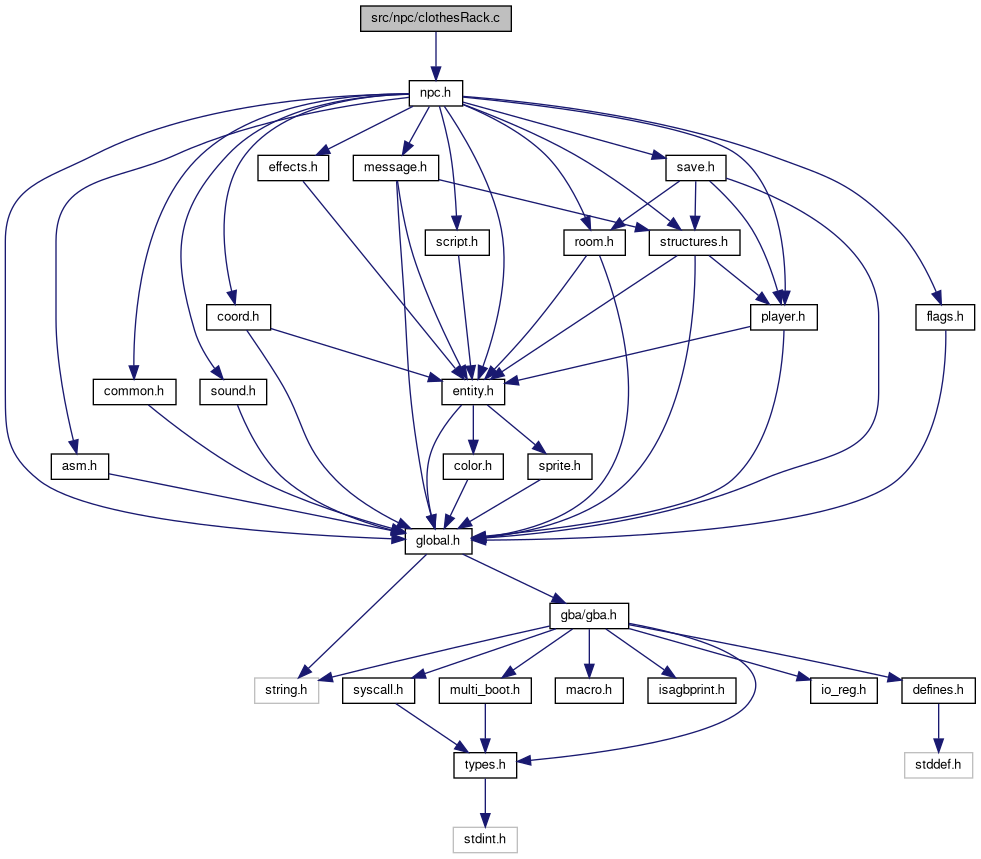 src/npc/clothesRack.c
npc.h
effects.h
message.h
save.h
script.h
room.h
structures.h
coord.h
player.h
flags.h
common.h
sound.h
entity.h
asm.h
color.h
sprite.h
global.h
gba/gba.h
string.h
syscall.h
multi_boot.h
macro.h
isagbprint.h
io_reg.h
defines.h
types.h
stddef.h
stdint.h